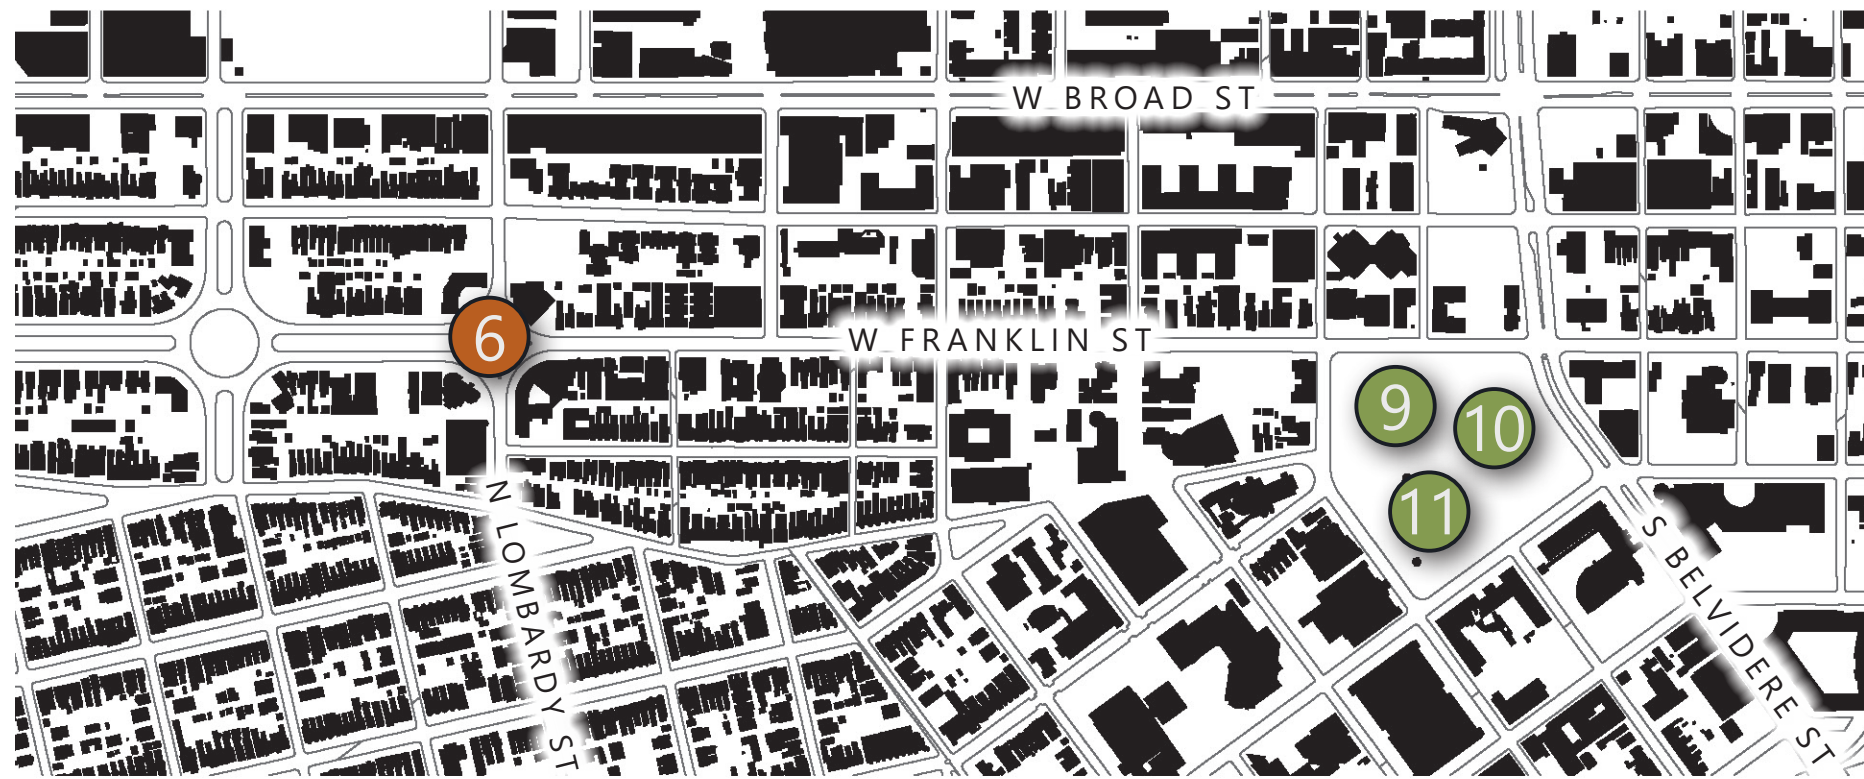 W BROAD ST
6
W FRANKLIN ST
9
10
11
N LOMBARDY ST
S BELVIDERE ST